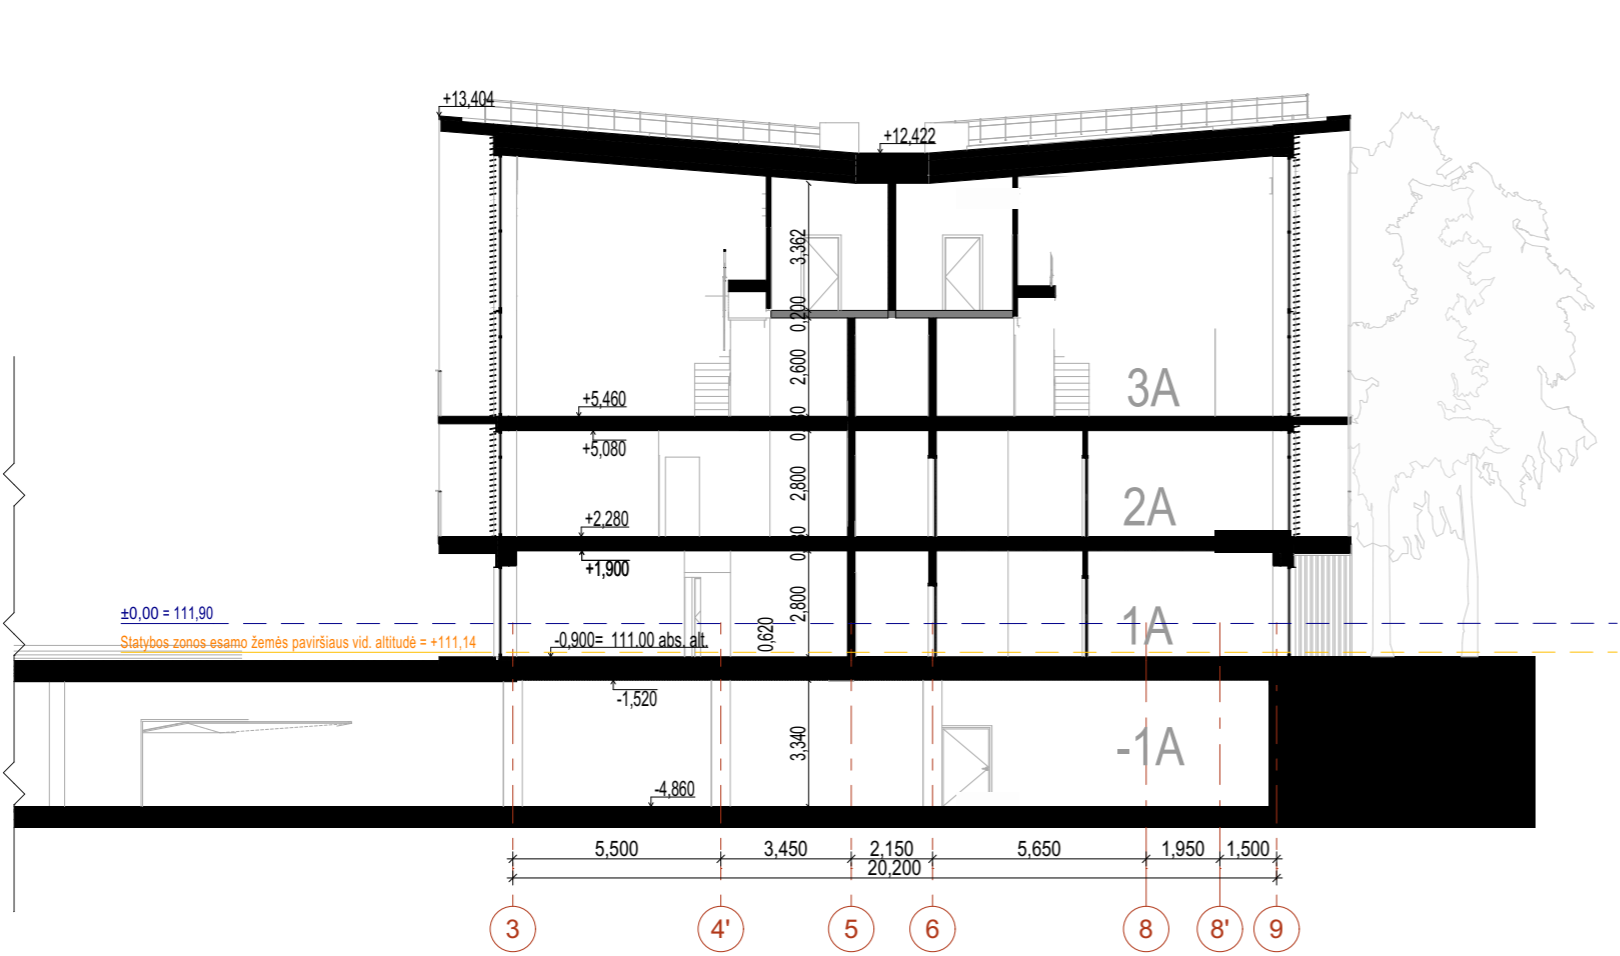 +13,404
+12,422
3,362
0,200
2,600
3A
+5,460
+5,080
2,800
2A
+2,280
+1,900
±0,00 = 111,90
2,800
1A
Statybos zonos esamo žemės paviršiaus vid. altitudė = +111,14
-0,900= 111.00 abs. alt.
0,620
-1,520
3,340
-1A
-4,860
5,500 3,450 2,150 5,650 1,950 1,500
20,200
3 4' 5 6 8 8' 9